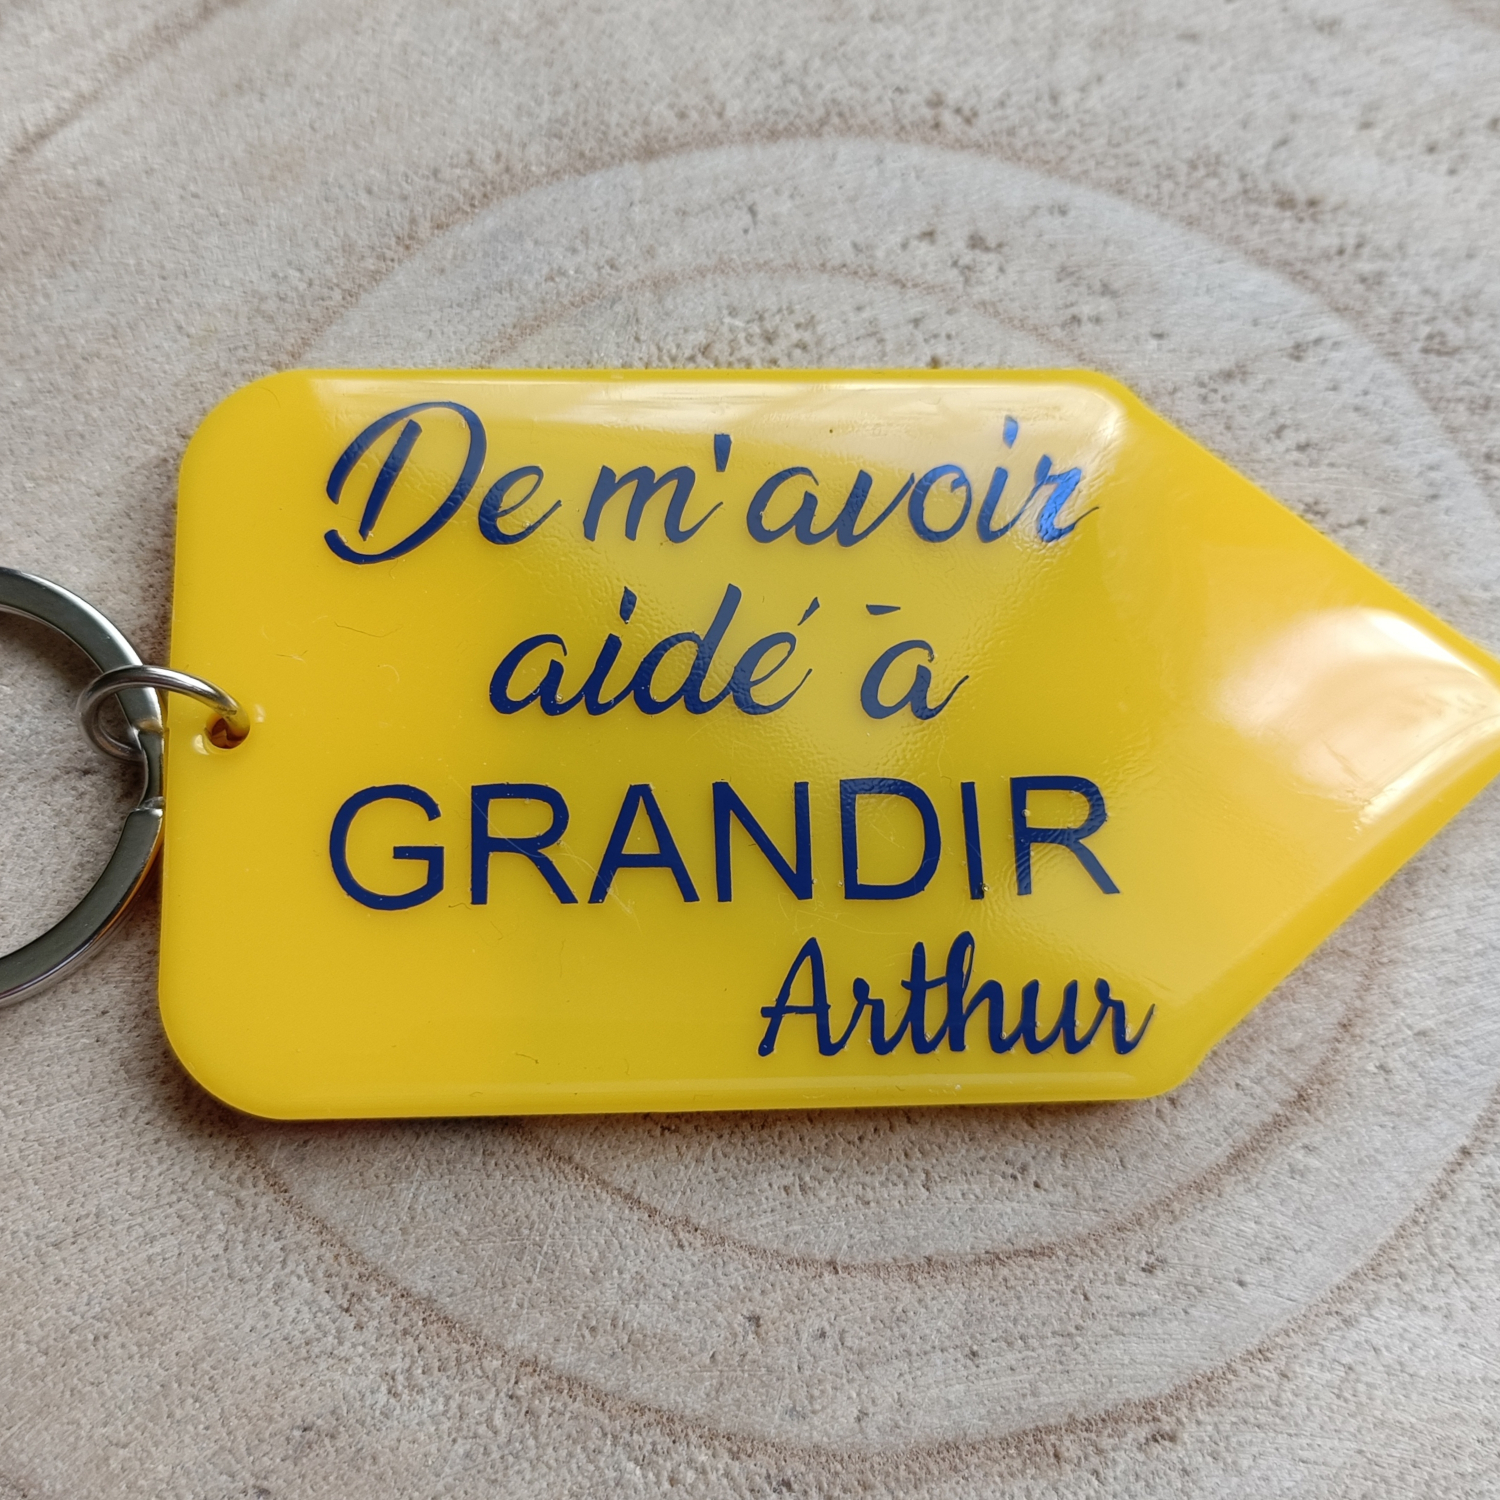 De m'avoir
aidé à
GRANDIR
Arthur